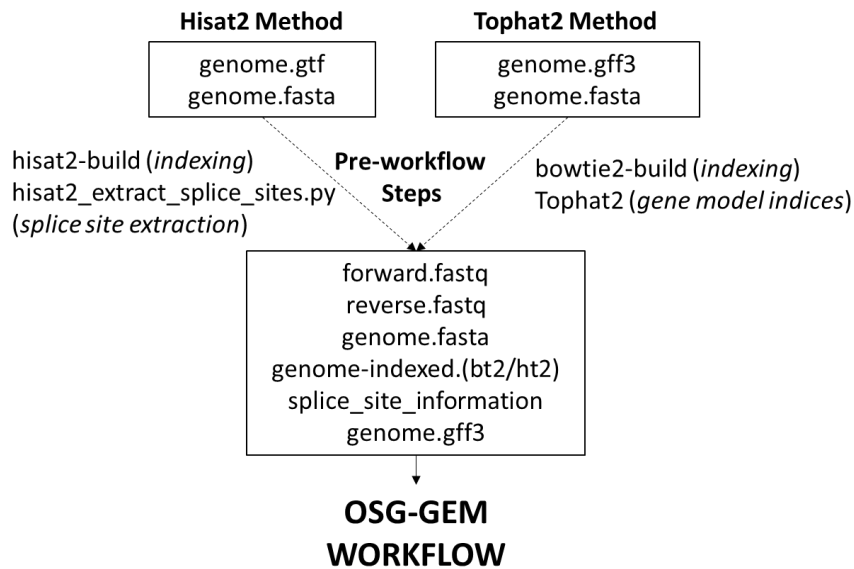 Hisat2 Method
Tophat2 Method
genome.gtf
genome.fasta
genome.gff3
genome.fasta
hisat2-build (indexing)
hisat2_extract_splice_sites.py
(splice site extraction)
Pre-workflow
Steps
bowtie2-build (indexing)
Tophat2 (gene model indices)
forward.fastq
reverse.fastq
genome.fasta
genome-indexed.(bt2/ht2)
splice_site_information
genome.gff3
OSG-GEM
WORKFLOW